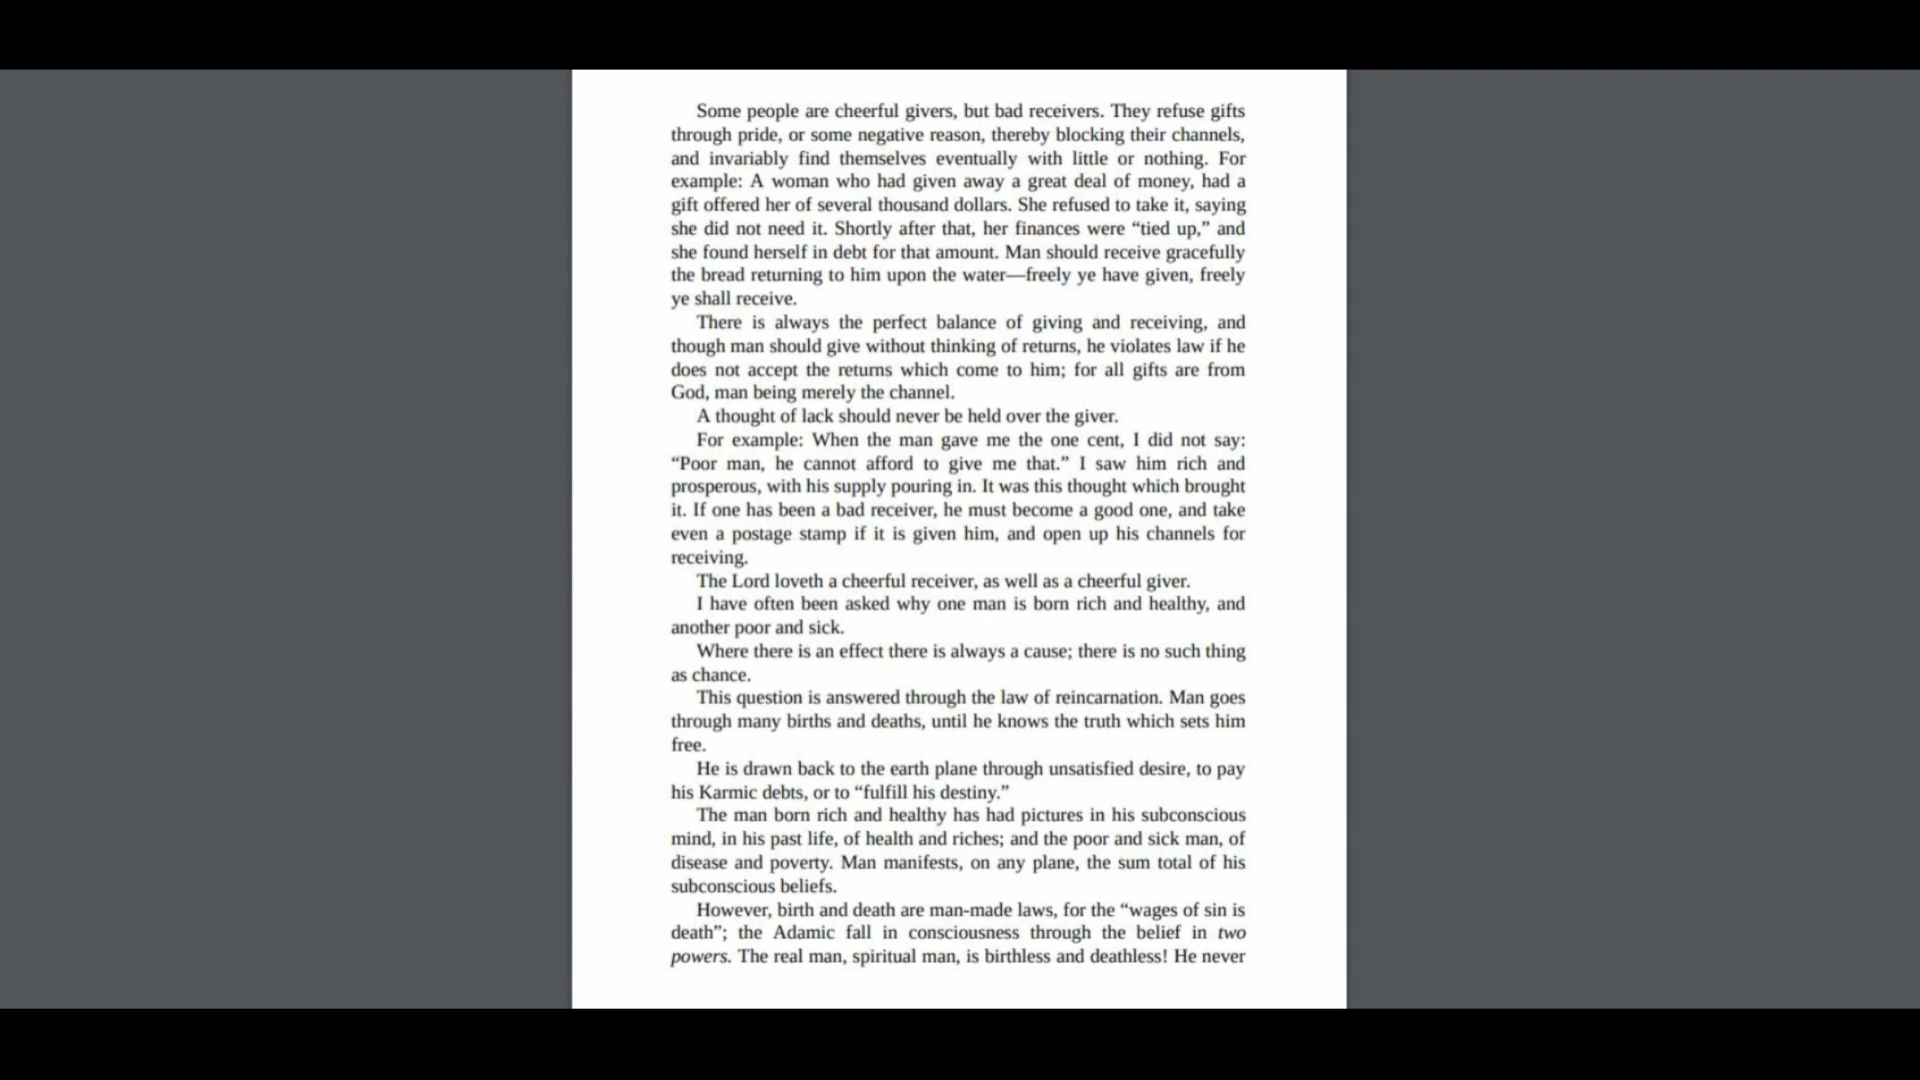 Some people are cheerful givers, but bad receivers. They refuse gifts
through pride, or some negative reason, thereby blocking their channels,
and invariably find themselves eventually with little or nothing. For
example: A woman who had given away a great deal of money, had a
gift offered her of several thousand dollars. She refused to take it, saying
she did not need it. Shortly after that, her finances were “tied up,” and
she found herself in debt for that amount. Man should receive gracefully
the bread returning to him upon the water—freely ye have given, freely
ye shall receive.
There is always the perfect balance of giving and receiving, and
though man should give without thinking of returns, he violates law if he
does not accept the returns which come to him; for all gifts are from
God, man being merely the channel.
A thought of lack should never be held over the giver.
For example: When the man gave me the one cent, I did not say:
“Poor man, he cannot afford to give me that.” I saw him rich and
prosperous, with his supply pouring in. It was this thought which brought
it. If one has been a bad receiver, he must become a good one, and take
even a postage stamp if it is given him, and open up his channels for
receiving.
The Lord loveth a cheerful receiver, as well as a cheerful giver.
I have often been asked why one man is born rich and healthy, and
another poor and sick.
Where there is an effect there is always a cause; there is no such thing
as chance.
This question is answered through the law of reincarnation. Man goes
through many births and deaths, until he knows the truth which sets him
free.
He is drawn back to the earth plane through unsatisfied desire, to pay
his Karmic debts, or to “fulfill his destiny.”
The man born rich and healthy has had pictures in his subconscious
mind, in his past life, of health and riches; and the poor and sick man, of
disease and poverty. Man manifests, on any plane, the sum total of his
subconscious beliefs.
However, birth and death are man-made laws, for the “wages of sin is
death”; the Adamic fall in consciousness through the belief in two
powers. The real man, spiritual man, is birthless and deathless! He never